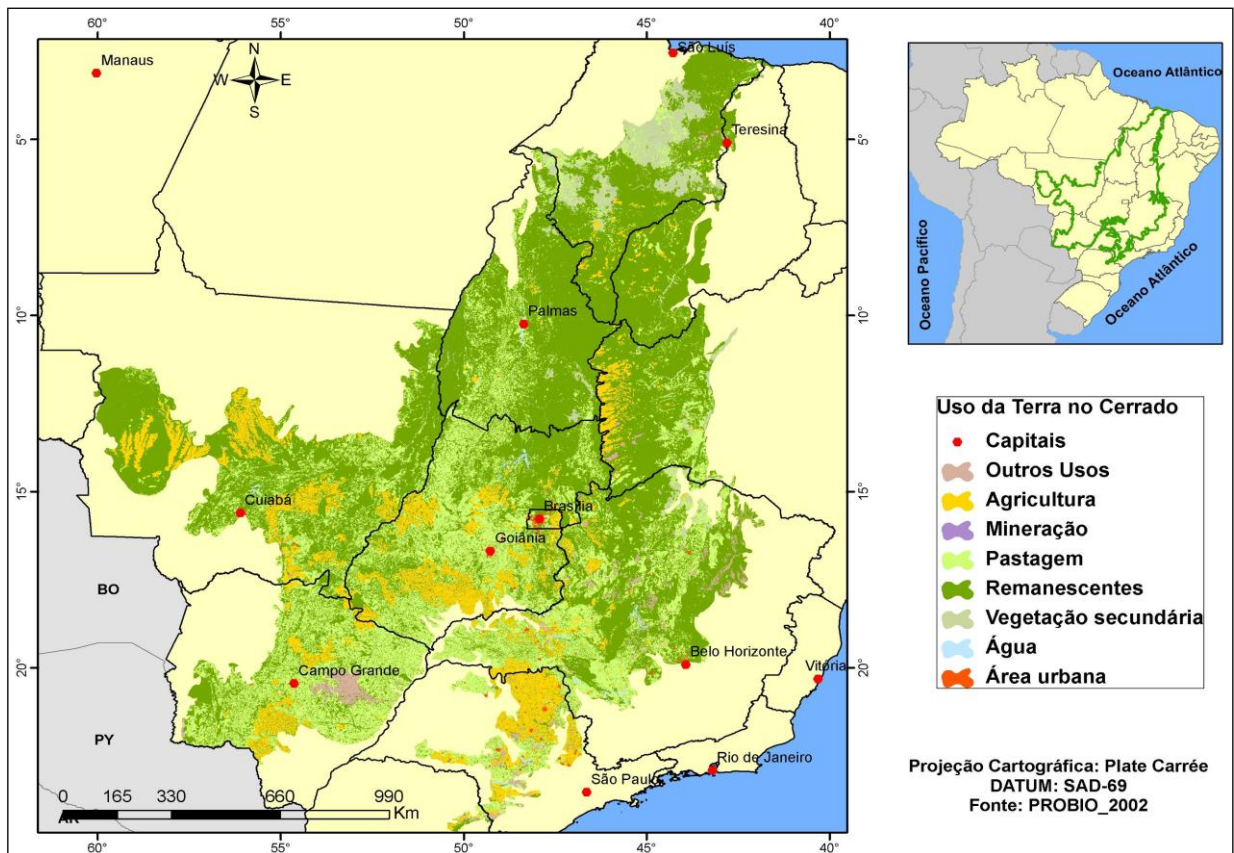 60°
55°
50°
45°
40°
Manaus
N
W
E
S
São Luís
Teresina
5°
5°
Palmas
10°
10°
Cuiabá
Brasília
15°
15°
Goiânia
BO
Belo Horizonte
Vitória
Campo Grande
20°
20°
PY
Rio de Janeiro
São Paulo
0 165 330 660 990
Km
AR
60°
55°
50°
45°
40°
Oceano Atlântico
Oceano Pacífico
Oceano Atlântico
Uso da Terra no Cerrado
Capitais
Outros Usos
Agricultura
Mineração
Pastagem
Remanescentes
Vegetação secundária
Água
Área urbana
Projeção Cartográfica: Plate Carrée
DATUM: SAD-69
Fonte: PROBIO_2002